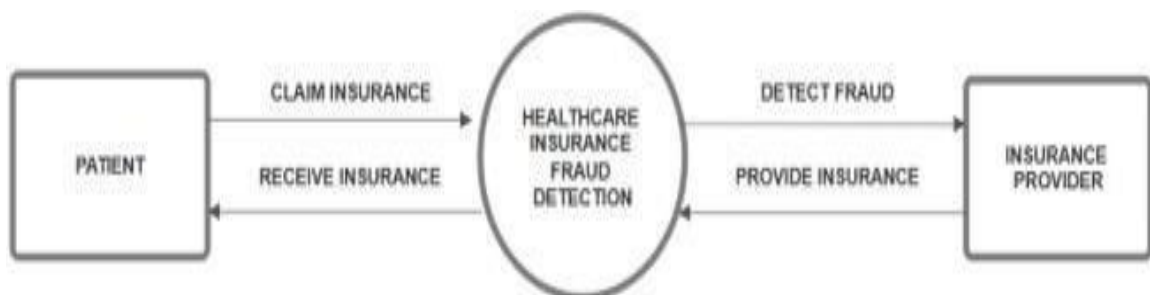 CLAIM INSURANCE
DETECT FRAUD
HEALTHCARE
INSURANCE
FRAUD
DETECTION
PATIENT
RECEIVE INSURANCE
PROVIDE INSURANCE
INSURANCE
PROVIDER